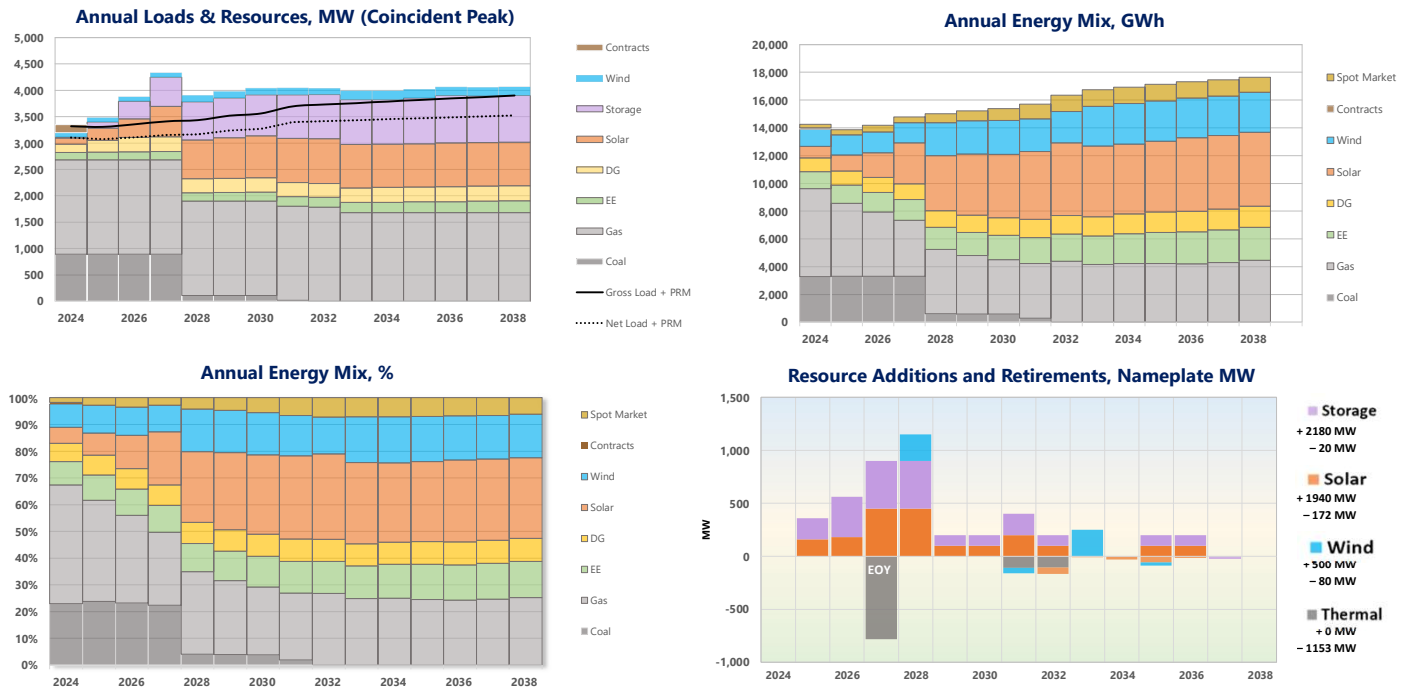 Annual Loads & Resources, MW (Coincident Peak)
5,000
4,500
4,000
3,500
3,000
2,500
2,000
1,500
1,000
500
0
2024 2026 2028 2030 2032 2034 2036 2038
Contracts
Wind
Storage
Solar
DG
EE
Gas
Coal
Gross Load + PRM
Net Load + PRM
Annual Energy Mix, GWh
20,000
18,000
16,000
14,000
12,000
10,000
8,000
6,000
4,000
2,000
0
2024 2026 2028 2030 2032 2034 2036 2038
Spot Market
Contracts
Wind
Solar
DG
EE
Gas
Coal
Annual Energy Mix, %
100%
90%
80%
70%
60%
50%
40%
30%
20%
10%
0%
2024 2026 2028 2030 2032 2034 2036 2038
Spot Market
Contracts
Wind
Solar
DG
EE
Gas
Coal
Resource Additions and Retirements, Nameplate MW
MW
1,500
1,000
500
0
-500
-1,000
EOY
2024 2026 2028 2030 2032 2034 2036 2038
Storage
+ 2180 MW
– 20 MW
Solar
+ 1940 MW
– 172 MW
Wind
+ 500 MW
– 80 MW
Thermal
+ 0 MW
– 1153 MW